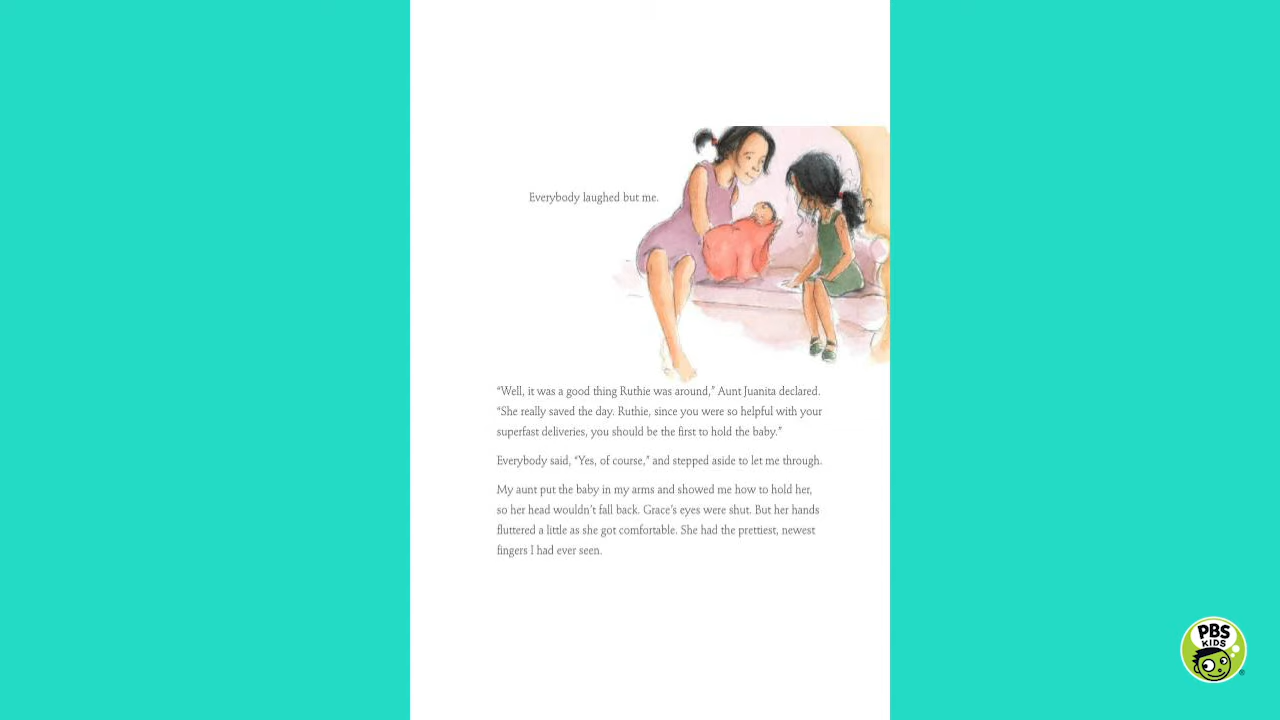 Everybody laughed but me.
“Well, it was a good thing Ruthie was around,” Aunt Juanita declared.
“She really saved the day. Ruthie, since you were so helpful with your
superfast deliveries, you should be the first to hold the baby.”
Everybody said, “Yes, of course,” and stepped aside to let me through.
My aunt put the baby in my arms and showed me how to hold her,
so her head wouldn’t fall back. Grace’s eyes were shut. But her hands
fluttered a little as she got comfortable. She had the prettiest, newest
fingers I had ever seen.
PBS
KIDS
®